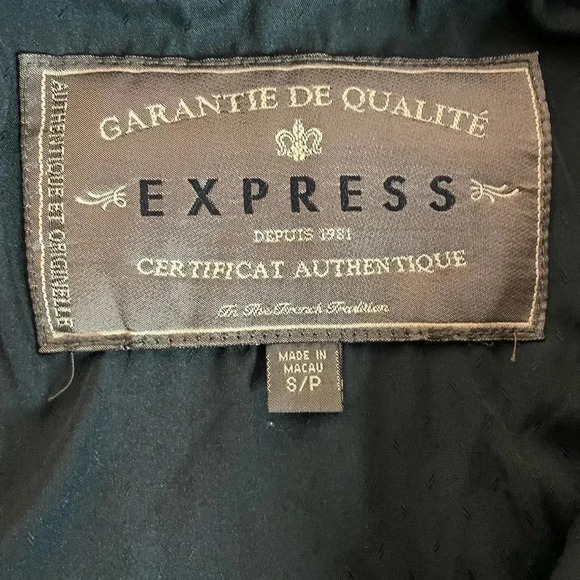 GARANTIE DE QUALITÉ
EXPRESS
DEPUIS 1981
CERTIFICAT AUTHENTIQUE
In The French Tradition
AUTHENTIQUE ET ORIGINELLE
MADE IN
MACAU
S/P